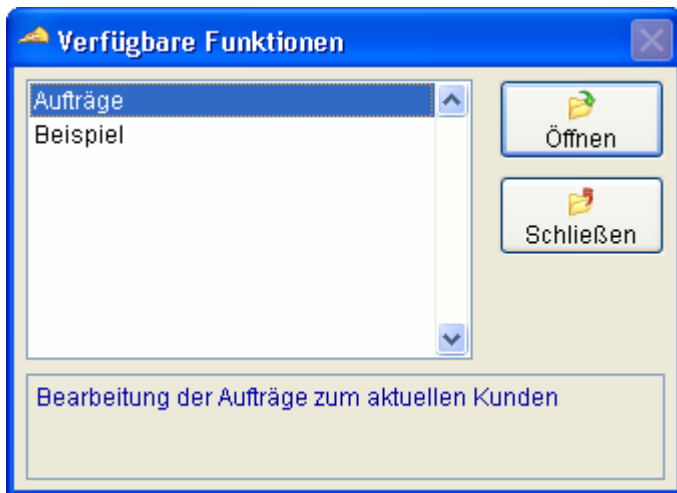 Verfügbare Funktionen
Aufträge
Beispiel
Öffnen
Schließen
Bearbeitung der Aufträge zum aktuellen Kunden